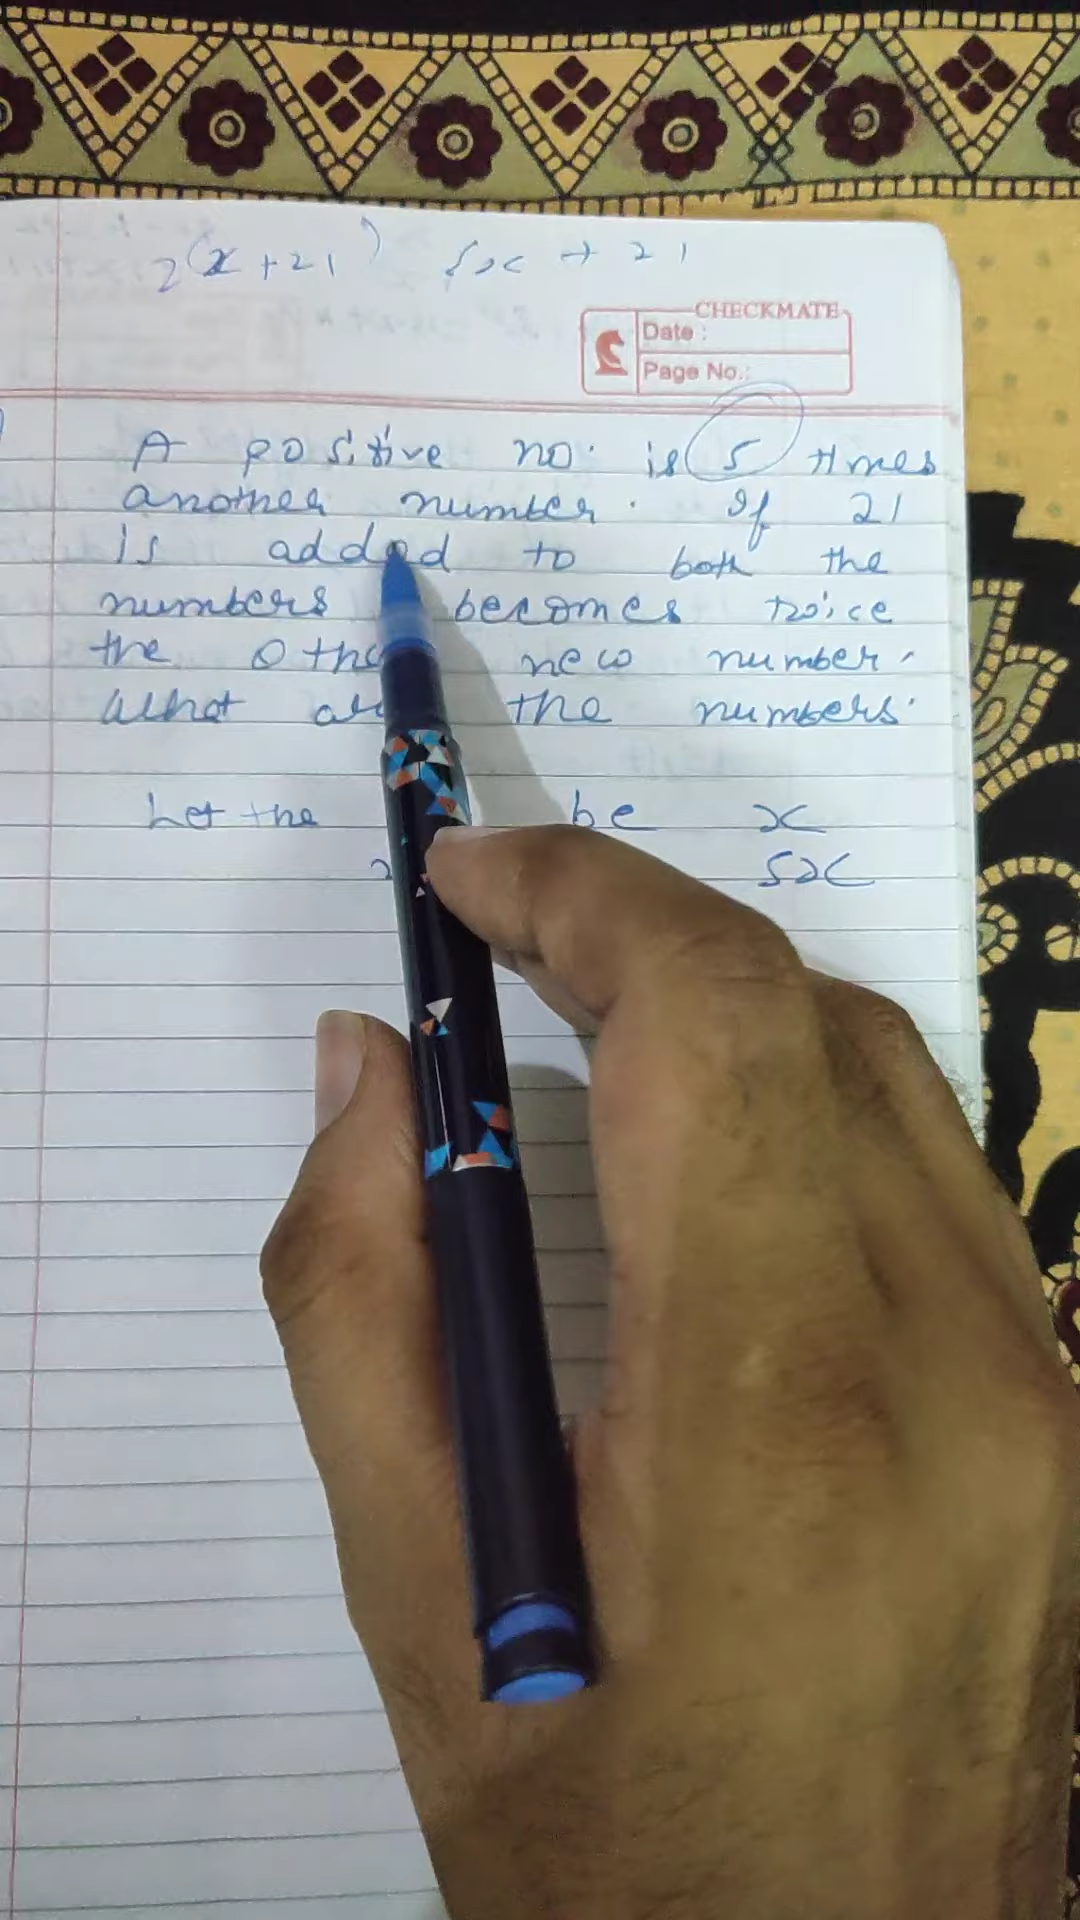 2(x+21) 5x + 21
CHECKMATE
Date :
Page No.:
A positive no. is 5 times
another number. If 21
is added to both the
numbers becomes twice
the new number.
What the numbers.
Let the be x
5x